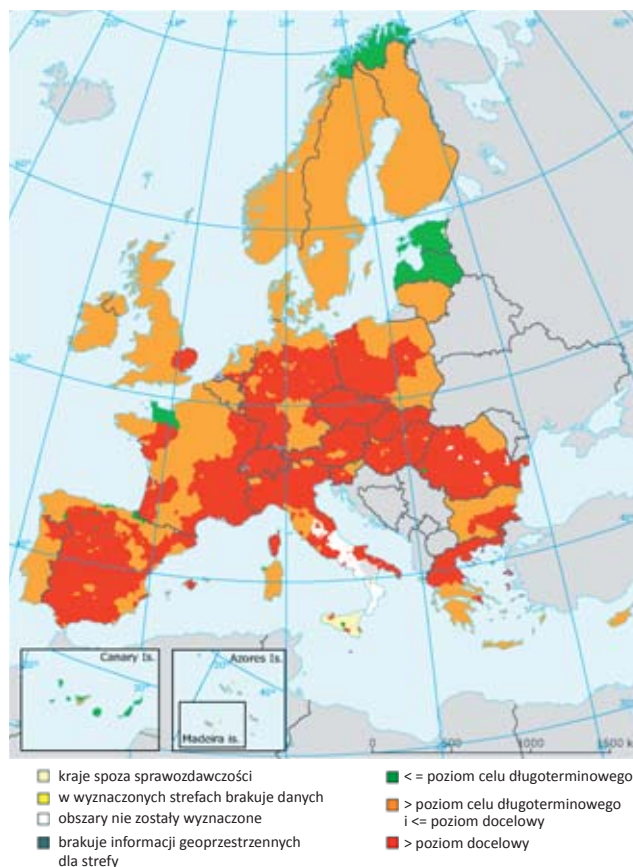 Canary Is.
Azores Is.
Madeira is.
0 500 1000 1500
kraje spoza sprawozdawczości
w wyznaczonych strefach brakuje danych
obszary nie zostały wyznaczone
brakuje informacji geoprzestrzennych
dla strefy
< = poziom celu długoterminowego
> poziom celu długoterminowego
i <= poziom docelowy
> poziom docelowy